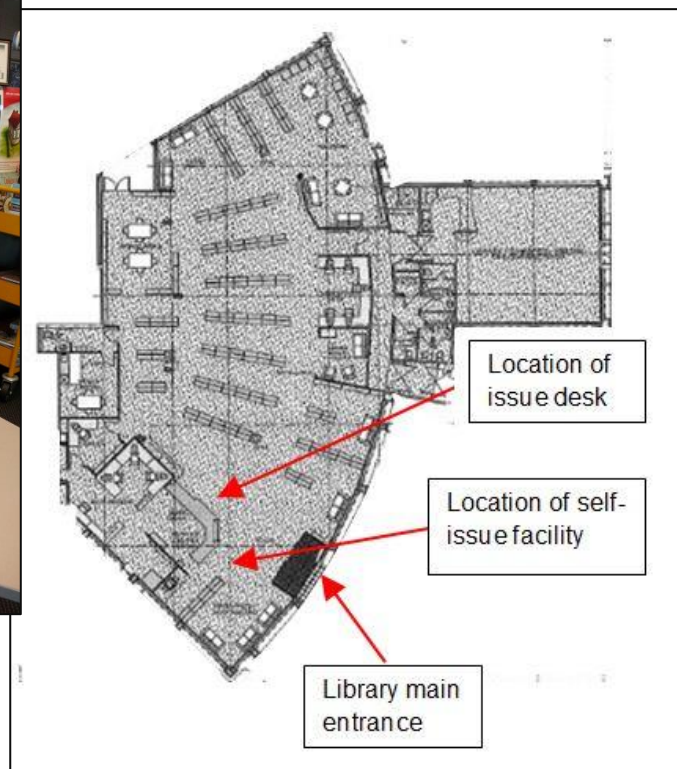 Location of
issue desk
Location of self-
issue facility
Library main
entrance